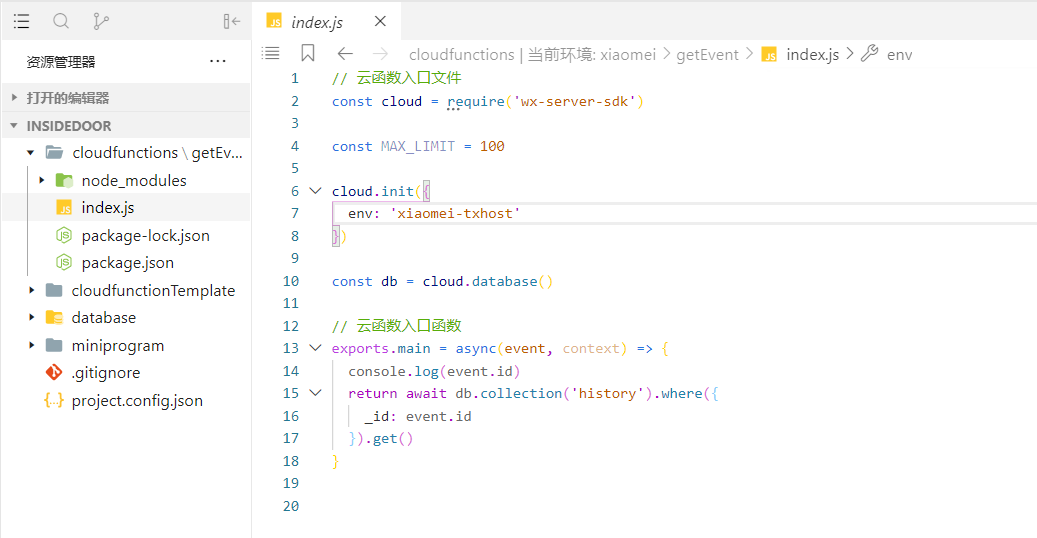 资源管理器
打开的编辑器
INSIDEDOOR
cloudfunctions \ getEv...
node_modules
index.js
package-lock.json
package.json
cloudfunctionTemplate
database
miniprogram
.gitignore
project.config.json
index.js
cloudfunctions | 当前环境: xiaomei > getEvent > index.js > env
1 // 云函数入口文件
2 const cloud = require('wx-server-sdk')
3
4 const MAX_LIMIT = 100
5
6 cloud.init({
7 env: 'xiaomei-txhost'
8 })
9
10 const db = cloud.database()
11
12 // 云函数入口函数
13 exports.main = async(event, context) => {
14 console.log(event.id)
15 return await db.collection('history').where({
16 _id: event.id
17 }).get()
18 }
19
20